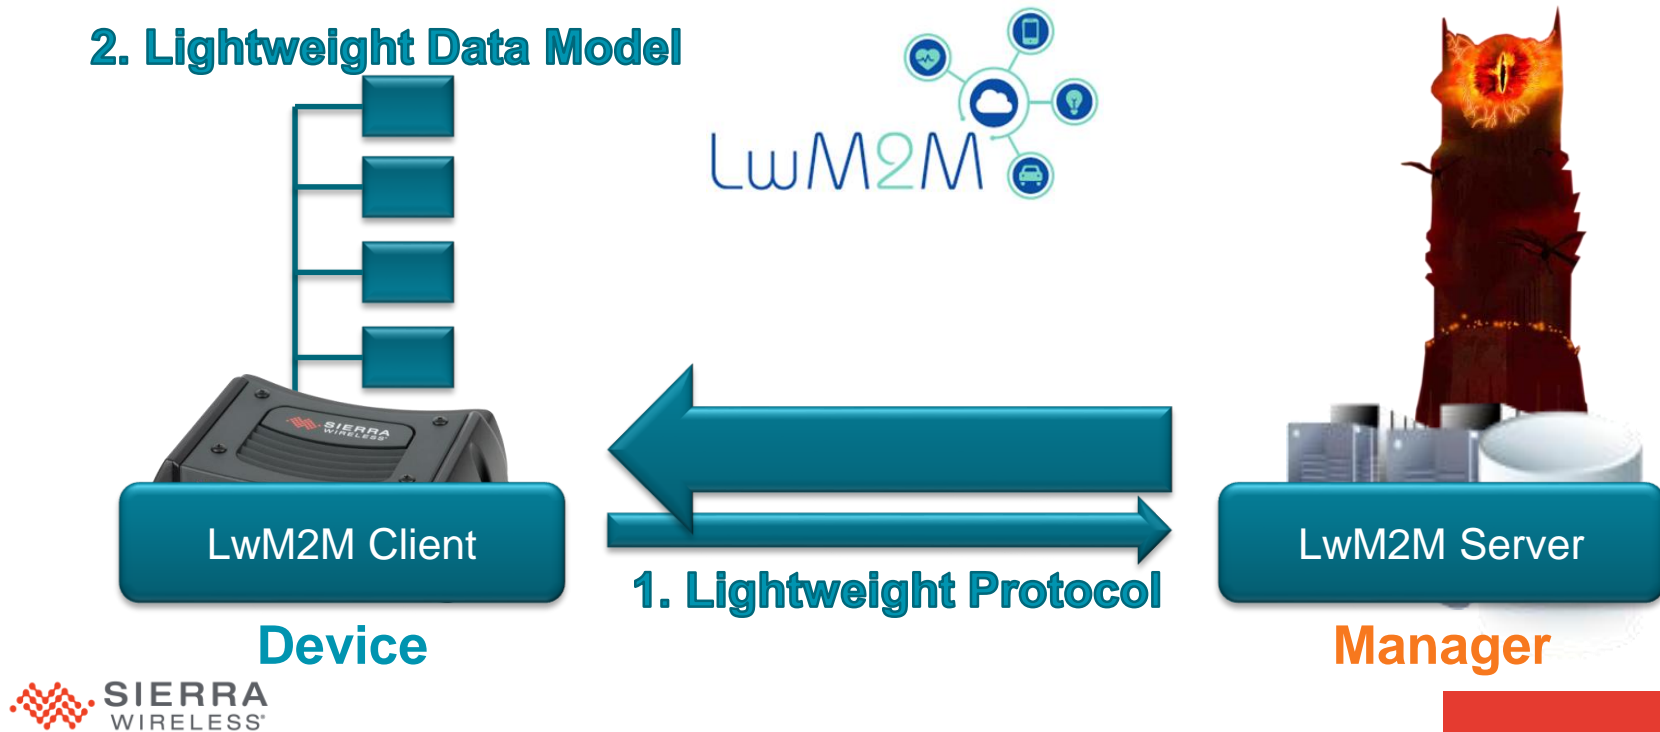 2. Lightweight Data Model
LwM2M
SIERRA
WIRELESS
LwM2M Client
LwM2M Server
1. Lightweight Protocol
Device
Manager
SIERRA
WIRELESS®